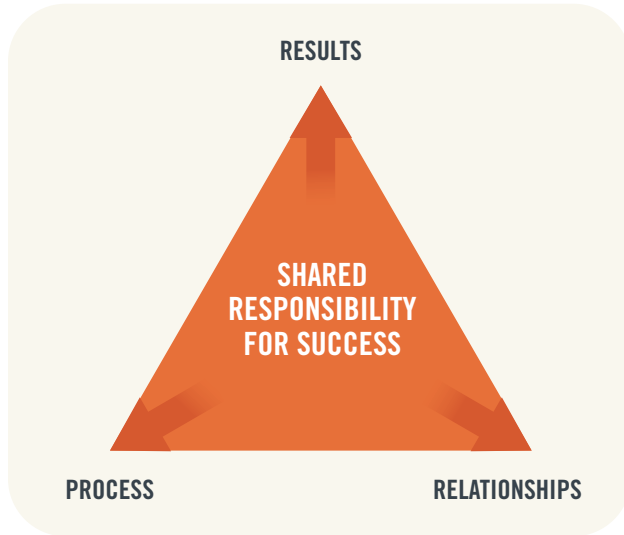 RESULTS
SHARED
RESPONSIBILITY
FOR SUCCESS
PROCESS
RELATIONSHIPS